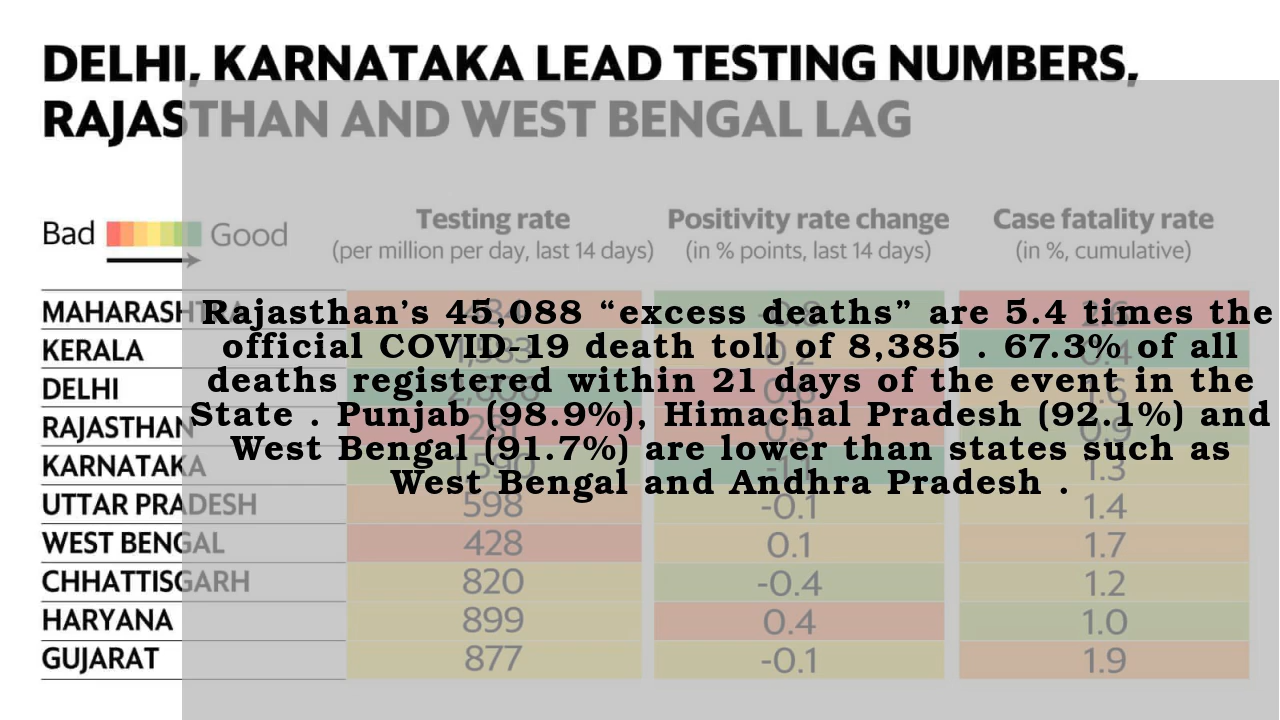 DELHI, KARNATAKA LEAD TESTING NUMBERS,
RAJASTHAN AND WEST BENGAL LAG
Bad Good
Testing rate Positivity rate change Case fatality rate
(per million per day, last 14 days) (in % points, last 14 days) (in %, cumulative)
MAHARASHTRA
Rajasthan's 45,088 “excess deaths” are 5.4 times the
official COVID-19 death toll of 8,385 . 67.3% of all
deaths registered within 21 days of the event in the
State . Punjab (98.9%), Himachal Pradesh (92.1%) and
West Bengal (91.7%) are lower than states such as
West Bengal and Andhra Pradesh .
KERALA
DELHI
RAJASTHAN
KARNATAKA 1.3
UTTAR PRADESH 598 -0.1 1.4
WEST BENGAL 428 0.1 1.7
CHHATTISGARH 820 -0.4 1.2
HARYANA 899 0.4 1.0
GUJARAT 877 -0.1 1.9